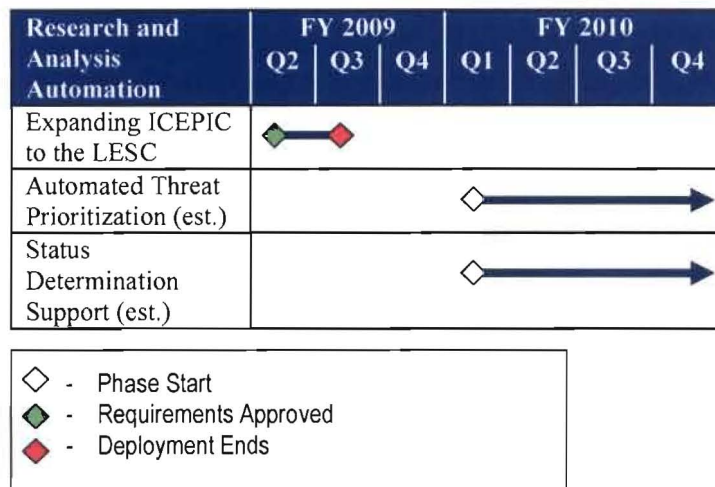 Research and Analysis Automation
FY 2009
FY 2010
Q2 Q3 Q4 Q1 Q2 Q3 Q4
Expanding ICEPIC
to the LESC
Automated Threat
Prioritization (est.)
Status
Determination
Support (est.)
- Phase Start
- Requirements Approved
- Deployment Ends